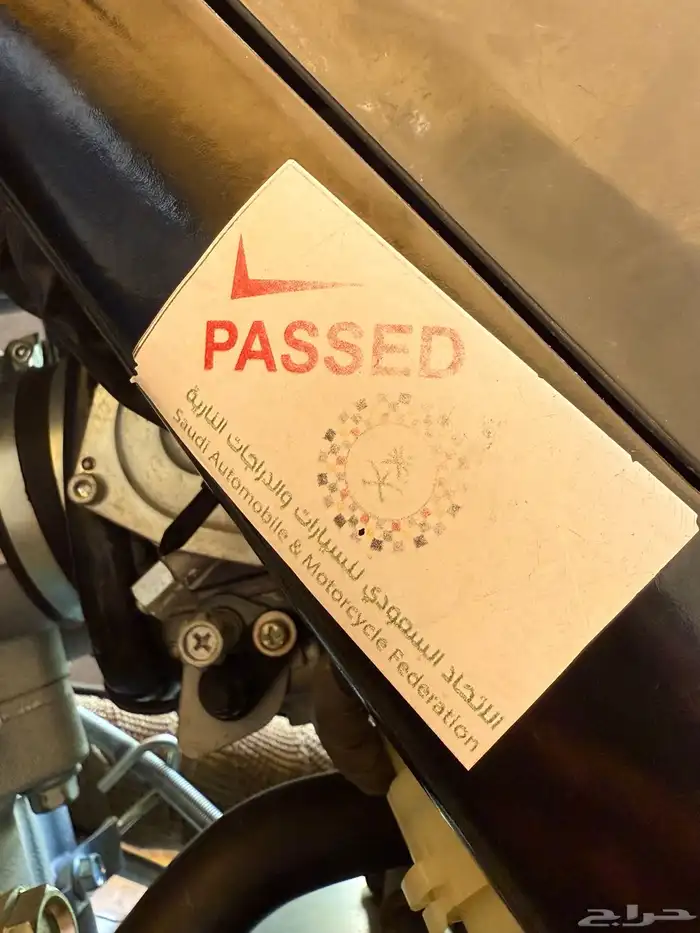 PASSED
الاتحاد السعودي للسيارات والدراجات النارية
Saudi Automobile & Motorcycle Federation
حراج